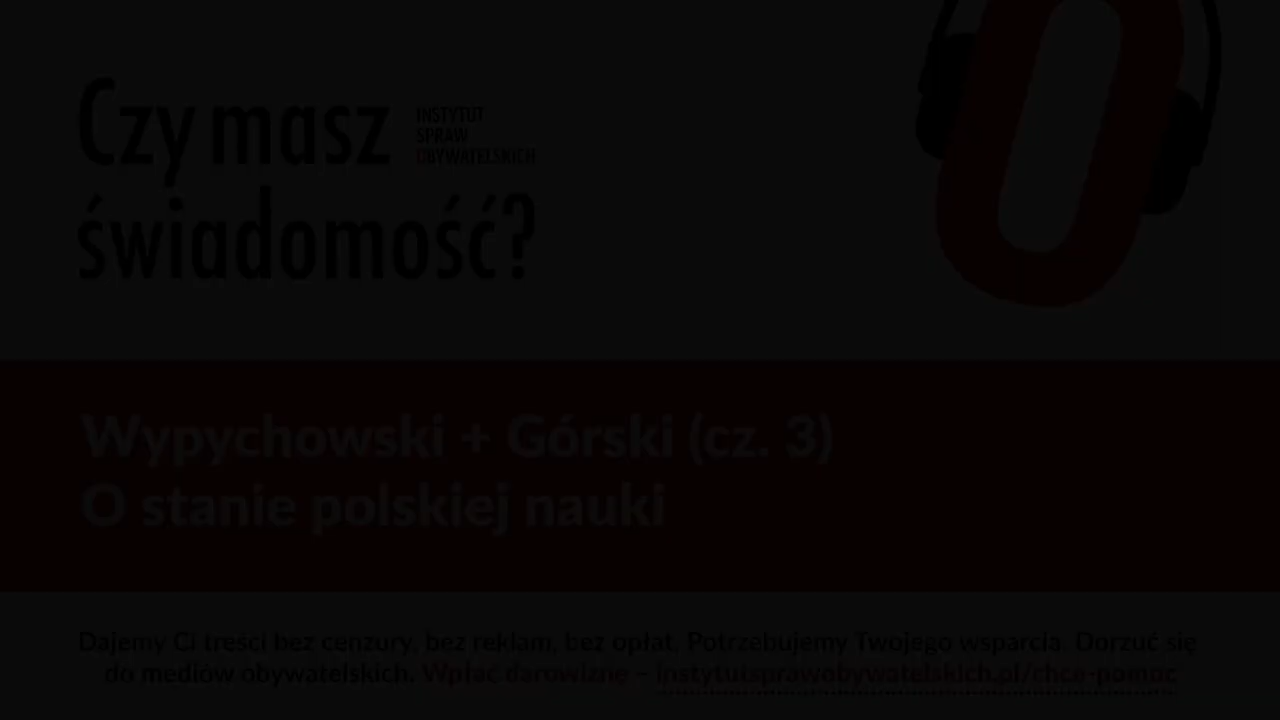 Czy masz
INSTYTUT
SPRAW
OBYWATELSKICH
świadomość?
Wypychowski + Górski (cz. 3)
O stanie polskiej nauki
Dajemy Ci treści bez cenzury, bez reklam, bez opłat. Potrzebujemy Twojego wsparcia. Dorzuć się
do mediów obywatelskich. Wpłać darowiznę – instytutsprawobywatelskich.pl/chce-pomoc